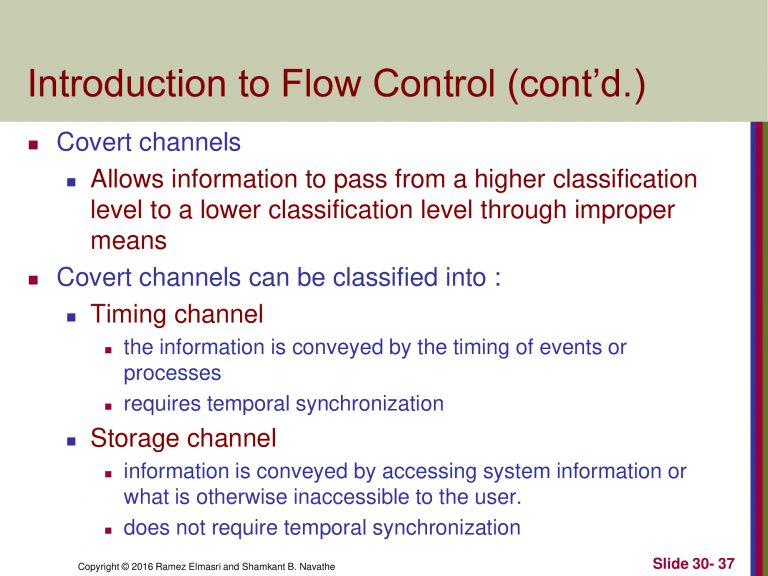 Introduction to Flow Control (cont’d.)
Covert channels
Allows information to pass from a higher classification
level to a lower classification level through improper
means
Covert channels can be classified into :
Timing channel
the information is conveyed by the timing of events or
processes
requires temporal synchronization
Storage channel
information is conveyed by accessing system information or
what is otherwise inaccessible to the user.
does not require temporal synchronization
Copyright © 2016 Ramez Elmasri and Shamkant B. Navathe
Slide 30- 37